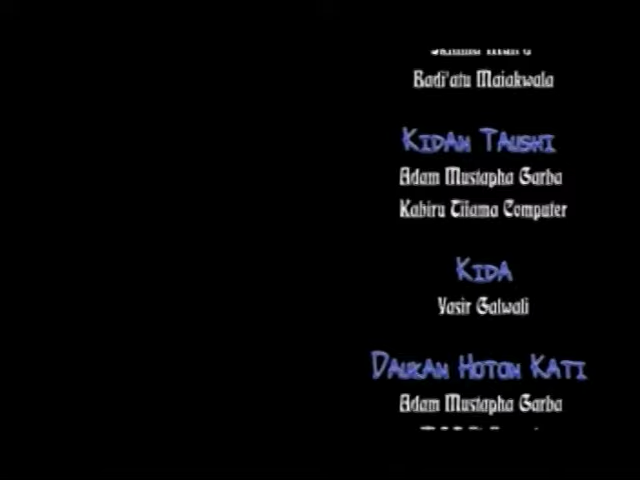 Badi'atu Maiakwala
KIDAN TAUSHI
Adam Mustapha Garba
Kabiru Tijama Computer
KIDA
Yasir Galwali
DAUKAN HOTON KATI
Adam Mustapha Garba